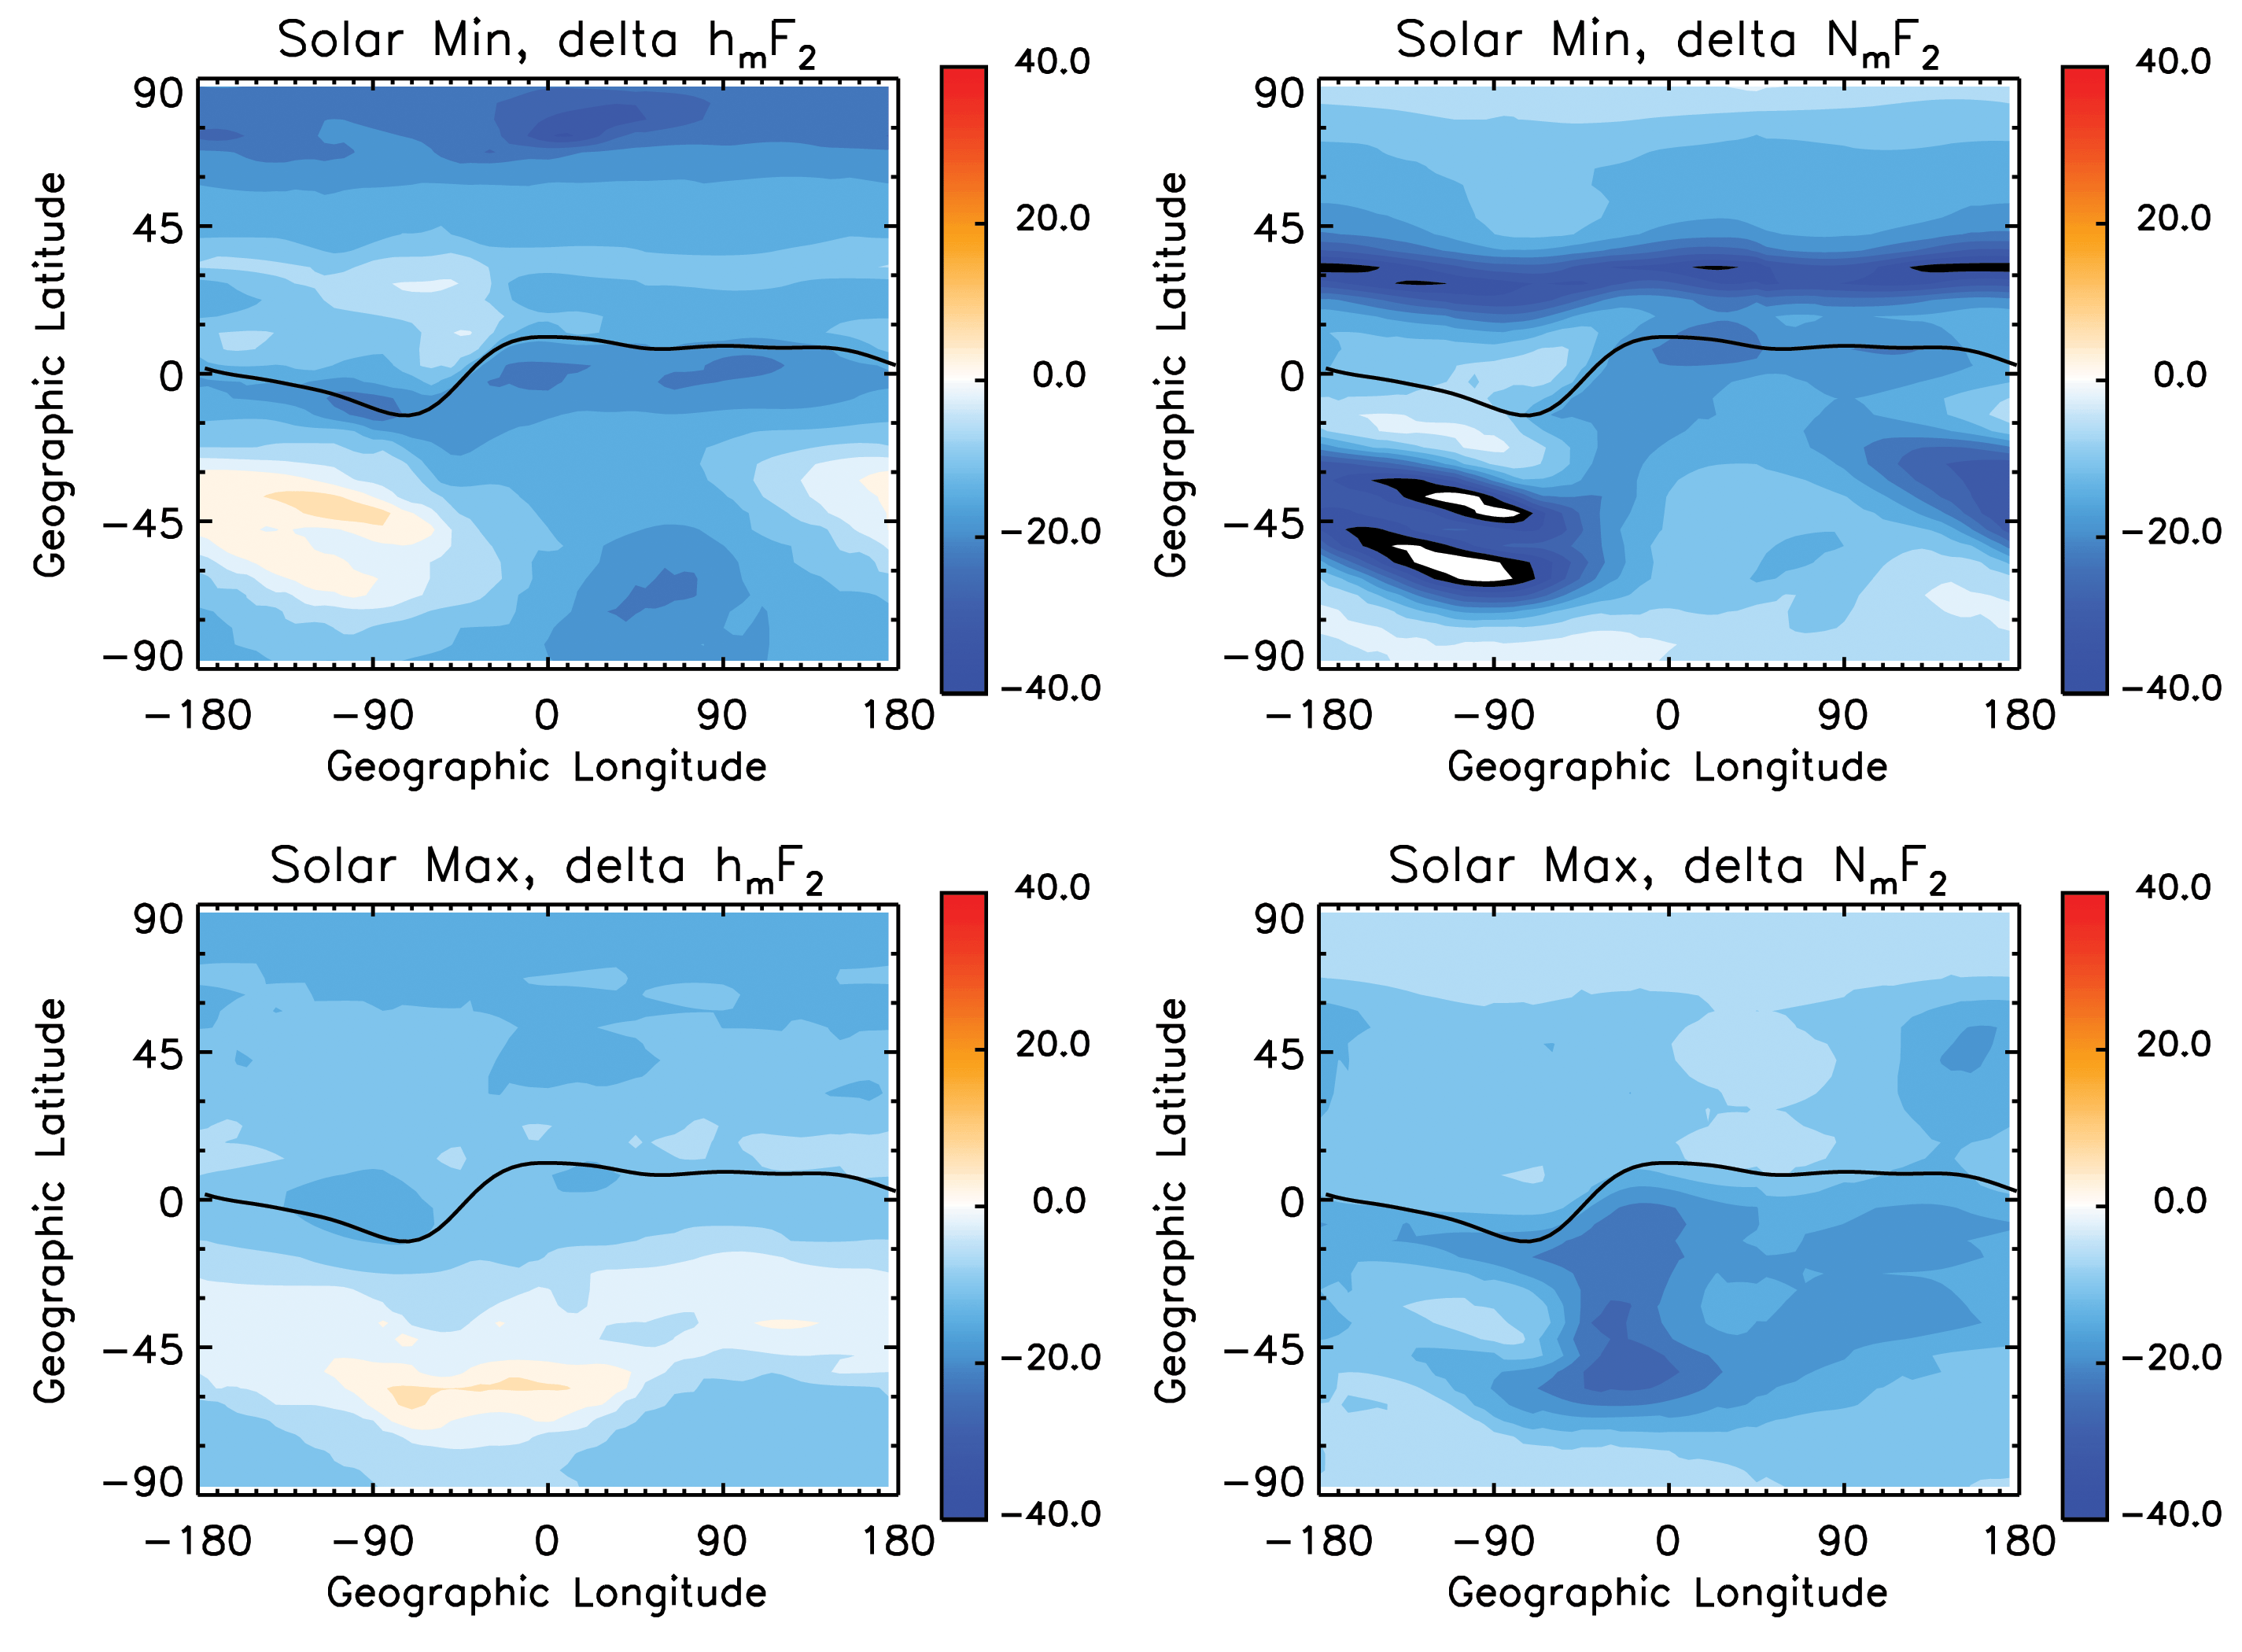 Solar Min, delta hmF2
Geographic Latitude
90
45
0
−45
−90
−180 −90 0 90 180
Geographic Longitude
40.0
20.0
0.0
−20.0
−40.0
Solar Min, delta NmF2
Geographic Latitude
90
45
0
−45
−90
−180 −90 0 90 180
Geographic Longitude
40.0
20.0
0.0
−20.0
−40.0
Solar Max, delta hmF2
Geographic Latitude
90
45
0
−45
−90
−180 −90 0 90 180
Geographic Longitude
40.0
20.0
0.0
−20.0
−40.0
Solar Max, delta NmF2
Geographic Latitude
90
45
0
−45
−90
−180 −90 0 90 180
Geographic Longitude
40.0
20.0
0.0
−20.0
−40.0